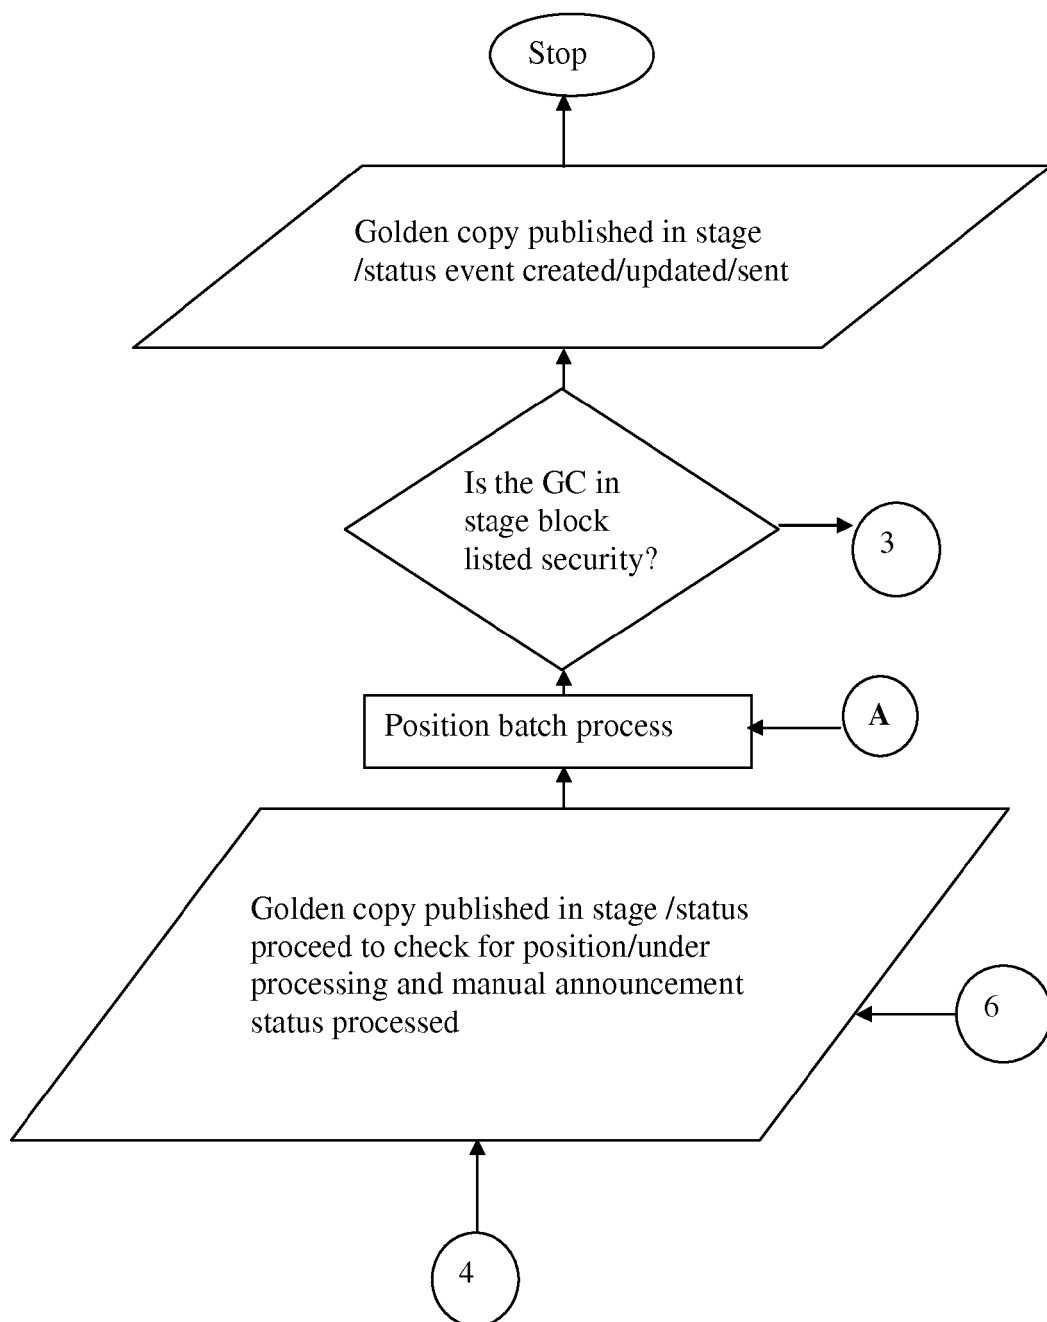 Stop
Golden copy published in stage
/status event created/updated/sent
Is the GC in
stage block
listed security?
3
Position batch process
A
Golden copy published in stage /status
proceed to check for position/under
processing and manual announcement
status processed
6
4